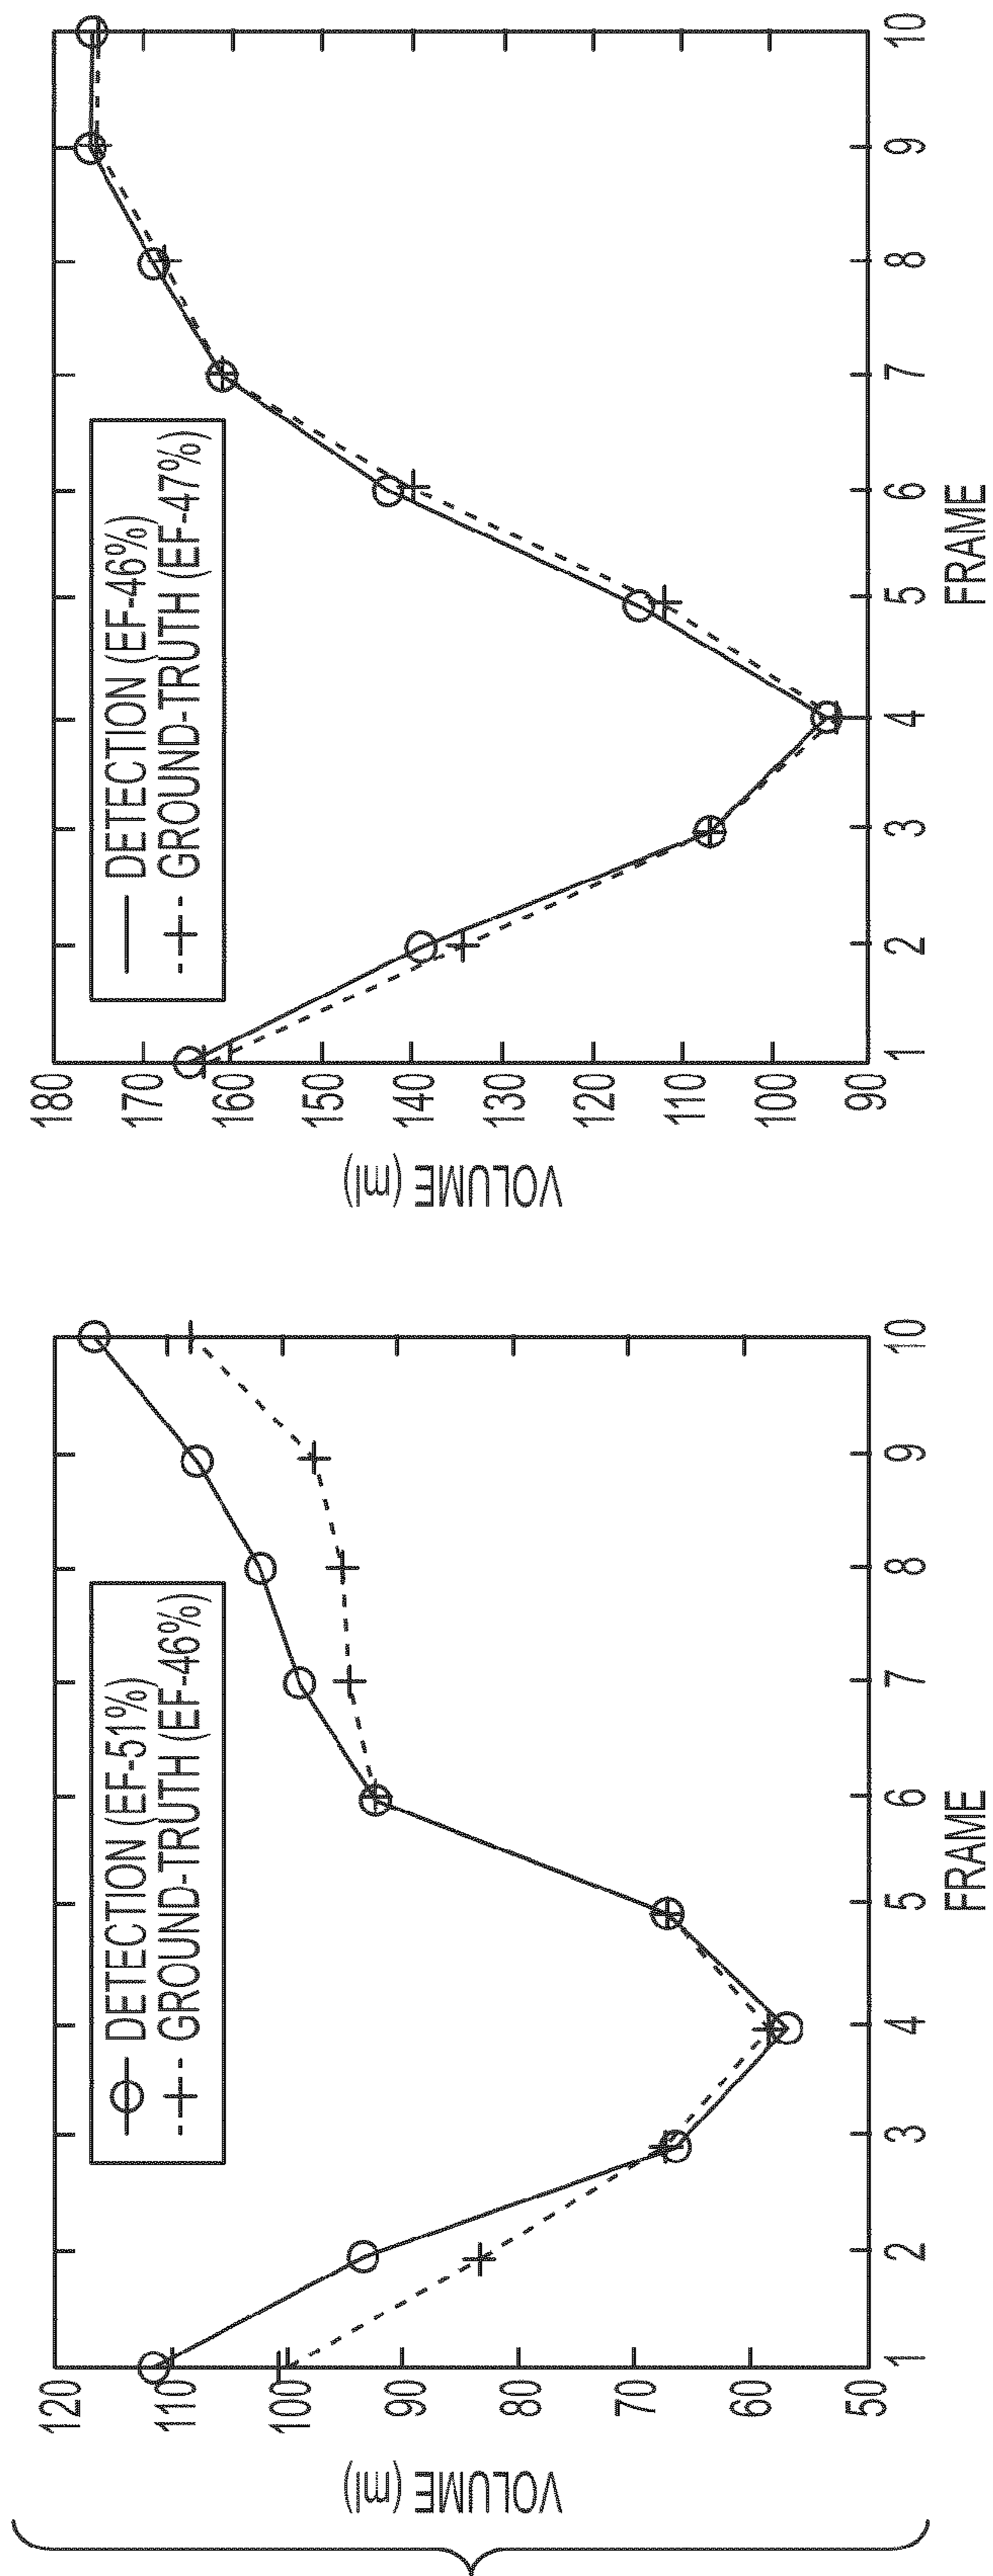 120
110
100
90
80
70
60
50
VOLUME (ml)
DETECTION (EF-51%)
GROUND-TRUTH (EF-46%)
1 2 3 4 5 6 7 8 9 10
FRAME
180
170
160
150
140
130
120
110
100
90
VOLUME (ml)
DETECTION (EF-46%)
GROUND-TRUTH (EF-47%)
1 2 3 4 5 6 7 8 9 10
FRAME